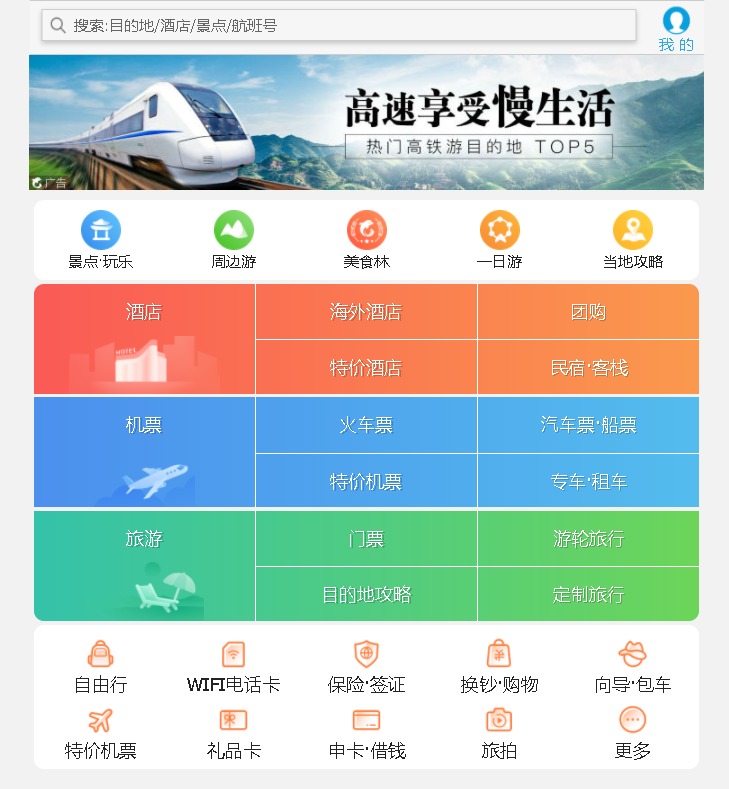 搜索:目的地/酒店/景点/航班号
我的
高速享受慢生活
热门高铁游目的地 TOP5
广告
景点·玩乐 周边游 美食林 一日游 当地攻略
酒店 海外酒店 团购
HOTEL
特价酒店 民宿·客栈
机票 火车票 汽车票·船票
特价机票 专车·租车
旅游 门票 游轮旅行
目的地攻略 定制旅行
自由行 WIFI电话卡 保险·签证 换钞·购物 向导·包车
特价机票 礼品卡 申卡·借钱 旅拍 更多